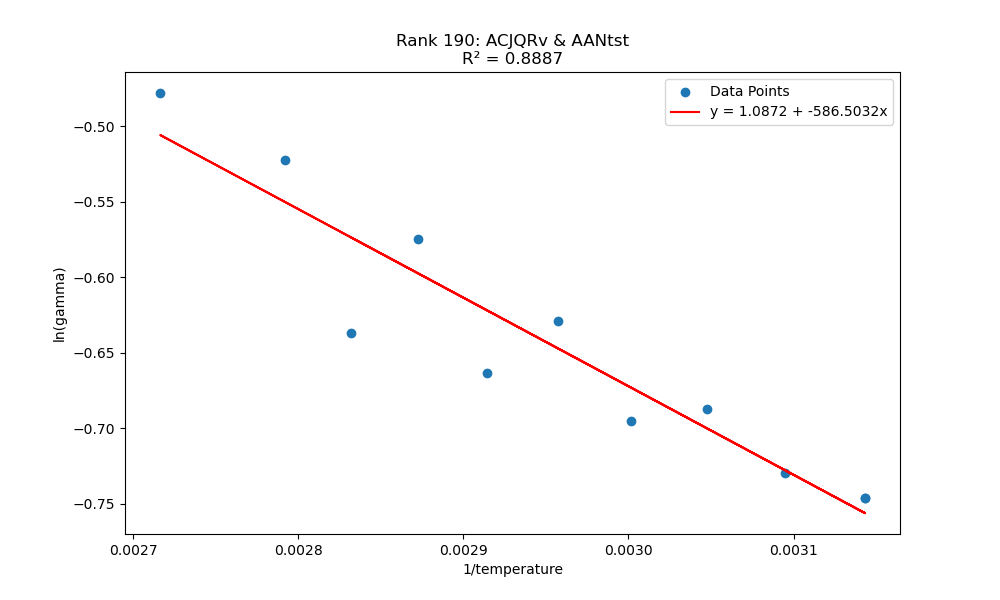 Rank 190: ACJQRv & AANtst
R² = 0.8887
Data Points
y = 1.0872 + -586.5032x
ln(gamma)
−0.50
−0.55
−0.60
−0.65
−0.70
−0.75
0.0027
0.0028
0.0029
0.0030
0.0031
1/temperature